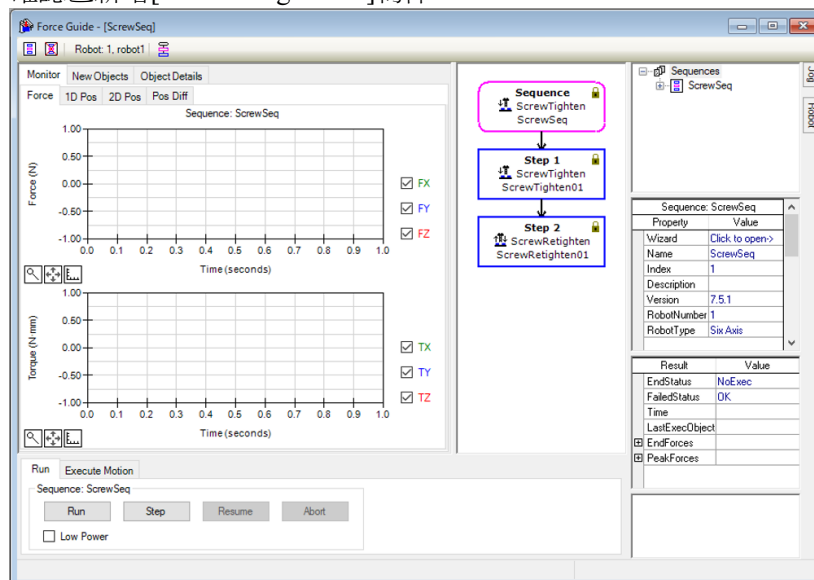 Force Guide - [ScrewSeq]
Robot: 1, robot1
Monitor New Objects Object Details
Force 1D Pos 2D Pos Pos Diff
Sequence: ScrewSeq
Force (N)
1.00
0.50
0.00
-0.50
-1.00
0.0 0.1 0.2 0.3 0.4 0.5 0.6 0.7 0.8 0.9 1.0
Time (seconds)
FX
FY
FZ
Torque (N·mm)
1.00
0.50
0.00
-0.50
-1.00
0.0 0.1 0.2 0.3 0.4 0.5 0.6 0.7 0.8 0.9 1.0
Time (seconds)
TX
TY
TZ
Run Execute Motion
Sequence: ScrewSeq
Run Step Resume Abort
Low Power
Sequence
ScrewTighten
ScrewSeq
Step 1
ScrewTighten
ScrewTighten01
Step 2
ScrewRetighten
ScrewRetighten01
Sequences
ScrewSeq
Jog
Robot
Sequence: ScrewSeq
Property Value
Wizard Click to open->
Name ScrewSeq
Index 1
Description
Version 7.5.1
RobotNumber 1
RobotType Six Axis
Result Value
EndStatus NoExec
FailedStatus OK
Time
LastExecObject
EndForces
PeakForces